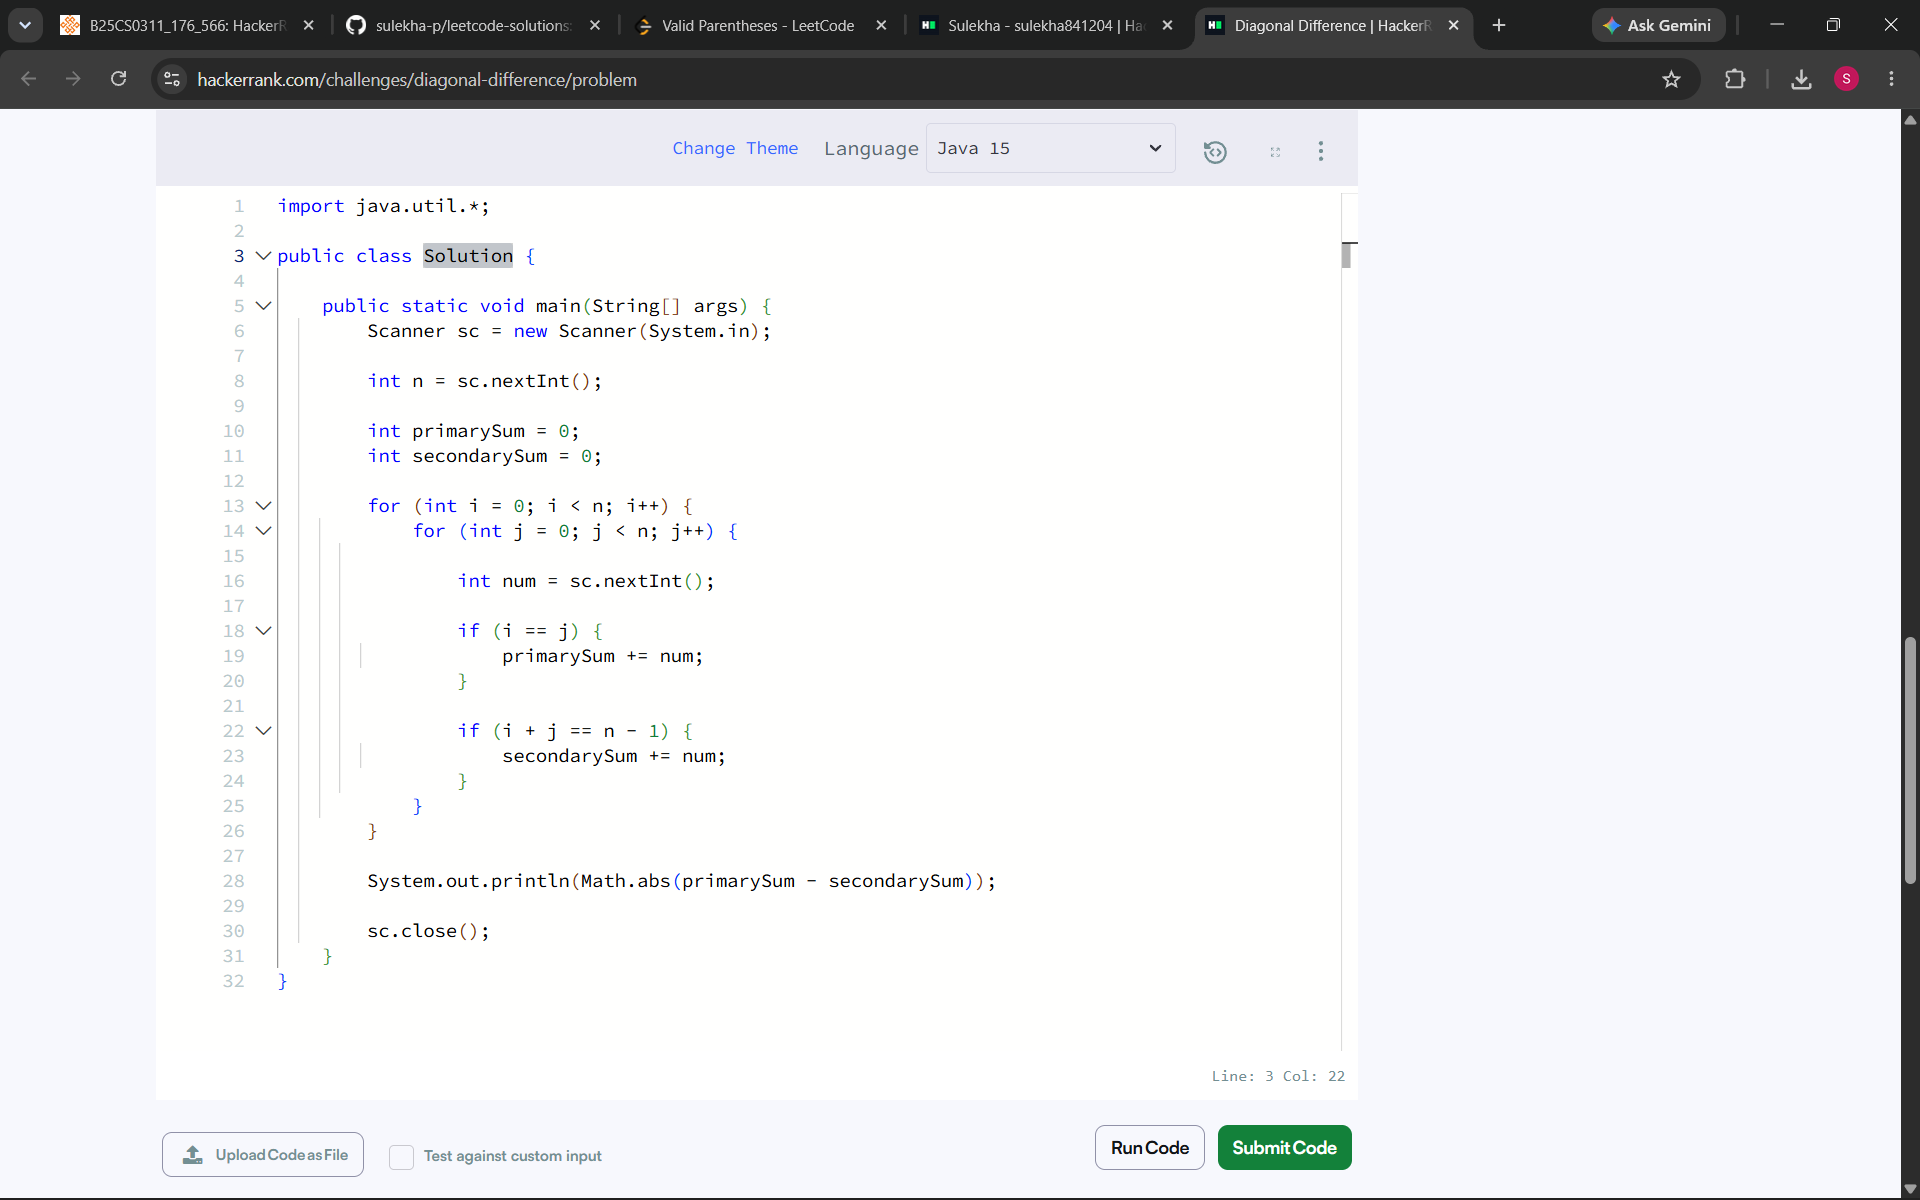 B25CS0311_176_566: HackerR
sulekha-p/leetcode-solutions:
Valid Parentheses - LeetCode
Sulekha - sulekha841204 | Ha
Diagonal Difference | HackerR
Ask Gemini
hackerrank.com/challenges/diagonal-difference/problem
S
Change Theme Language Java 15
1 import java.util.*;
2
3 public class Solution {
4
5 public static void main(String[] args) {
6 Scanner sc = new Scanner(System.in);
7
8 int n = sc.nextInt();
9
10 int primarySum = 0;
11 int secondarySum = 0;
12
13 for (int i = 0; i < n; i++) {
14 for (int j = 0; j < n; j++) {
15
16 int num = sc.nextInt();
17
18 if (i == j) {
19 primarySum += num;
20 }
21
22 if (i + j == n - 1) {
23 secondarySum += num;
24 }
25 }
26 }
27
28 System.out.println(Math.abs(primarySum - secondarySum));
29
30 sc.close();
31 }
32 }
Line: 3 Col: 22
Upload Code as File
Test against custom input
Run Code
Submit Code